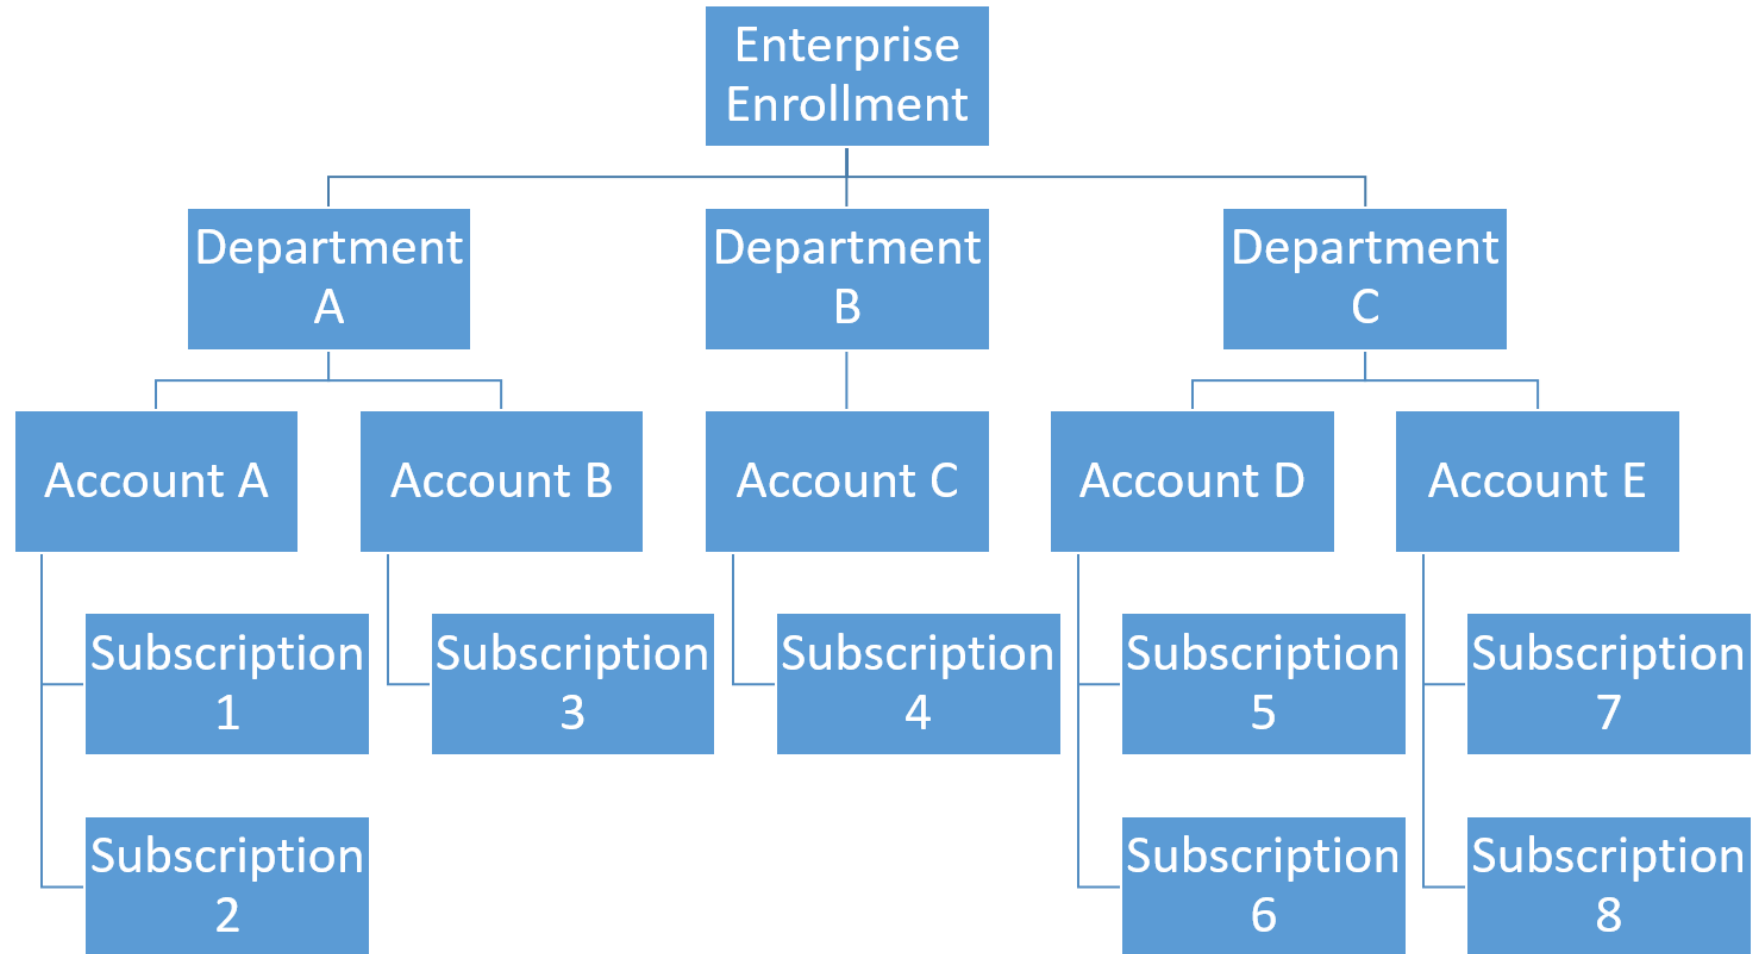 Enterprise
Enrollment
Department
A
Department
B
Department
C
Account A
Account B
Account C
Account D
Account E
Subscription
1
Subscription
3
Subscription
4
Subscription
5
Subscription
7
Subscription
2
Subscription
6
Subscription
8